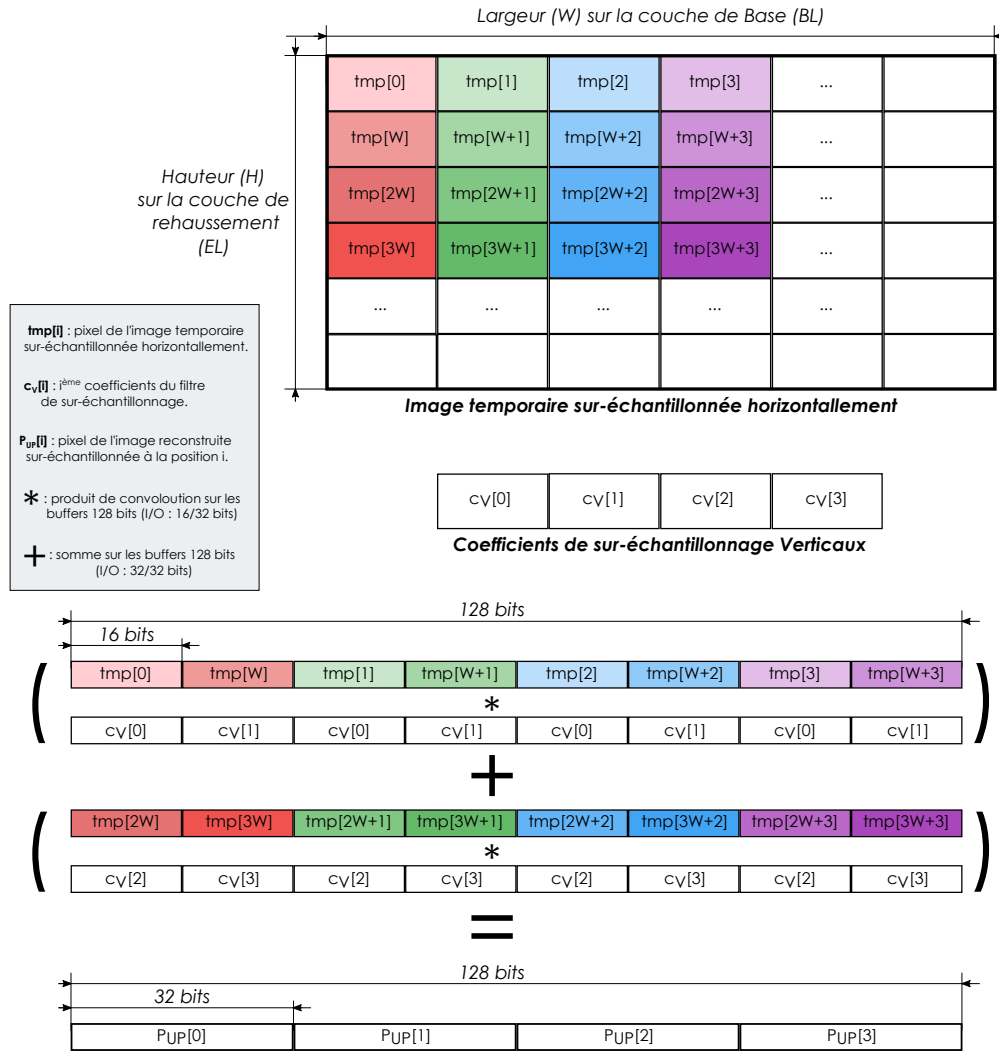 Largeur (W) sur la couche de Base (BL)
tmp[0] tmp[1] tmp[2] tmp[3] ...
tmp[W] tmp[W+1] tmp[W+2] tmp[W+3] ...
tmp[2W] tmp[2W+1] tmp[2W+2] tmp[2W+3] ...
tmp[3W] tmp[3W+1] tmp[3W+2] tmp[3W+3] ...
... ... ... ... ... ...
Hauteur (H)
sur la couche de
rehaussement
(EL)
Image temporaire sur-échantillonnée horizontallement
tmp[i] : pixel de l'image temporaire
sur-échantillonnée horizontallement.
cv[i] : ième coefficients du filtre
de sur-échantillonnage.
PUP[i] : pixel de l'image reconstruite
sur-échantillonnée à la position i.
* : produit de convoloution sur les
buffers 128 bits (I/O : 16/32 bits)
+ : somme sur les buffers 128 bits
(I/O : 32/32 bits)
cV[0] cV[1] cV[2] cV[3]
Coefficients de sur-échantillonnage Verticaux
128 bits
16 bits
( tmp[0] tmp[W] tmp[1] tmp[W+1] tmp[2] tmp[W+2] tmp[3] tmp[W+3] )
*
cV[0] cV[1] cV[0] cV[1] cV[0] cV[1] cV[0] cV[1]
+
( tmp[2W] tmp[3W] tmp[2W+1] tmp[3W+1] tmp[2W+2] tmp[3W+2] tmp[2W+3] tmp[3W+3] )
*
cV[2] cV[3] cV[2] cV[3] cV[2] cV[3] cV[2] cV[3]
=
128 bits
32 bits
PUP[0] PUP[1] PUP[2] PUP[3]